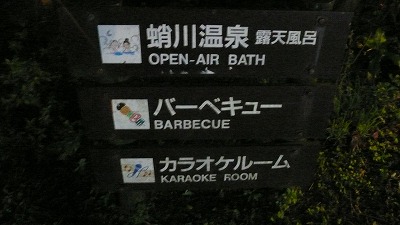 蛸川温泉 露天風呂
OPEN-AIR BATH
バーベキュー
BARBECUE
カラオケルーム
KARAOKE ROOM